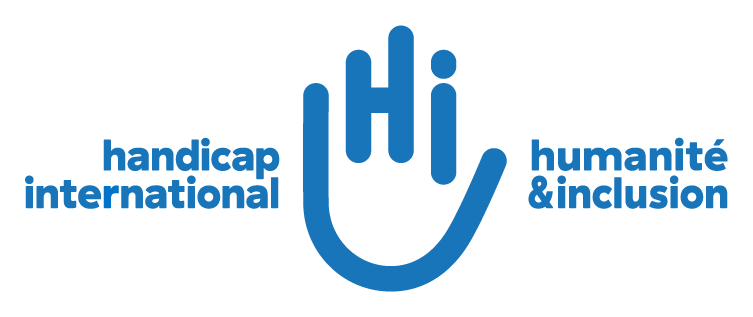 handicap
international
Hi
humanité
&inclusion